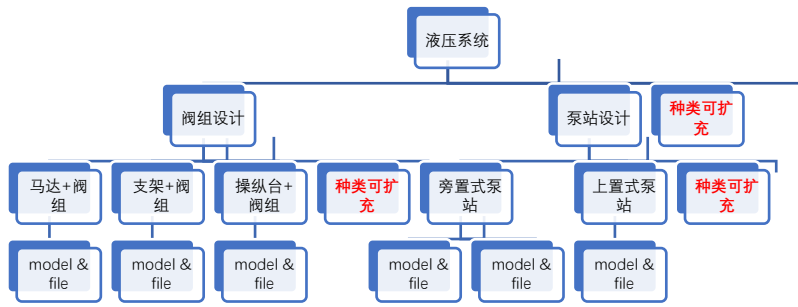 液压系统
阀组设计
泵站设计
种类可扩
充
马达+阀
组
支架+阀
组
操纵台+
阀组
种类可扩
充
旁置式泵
站
上置式泵
站
种类可扩
充
model &
file
model &
file
model &
file
model &
file
model &
file
model &
file